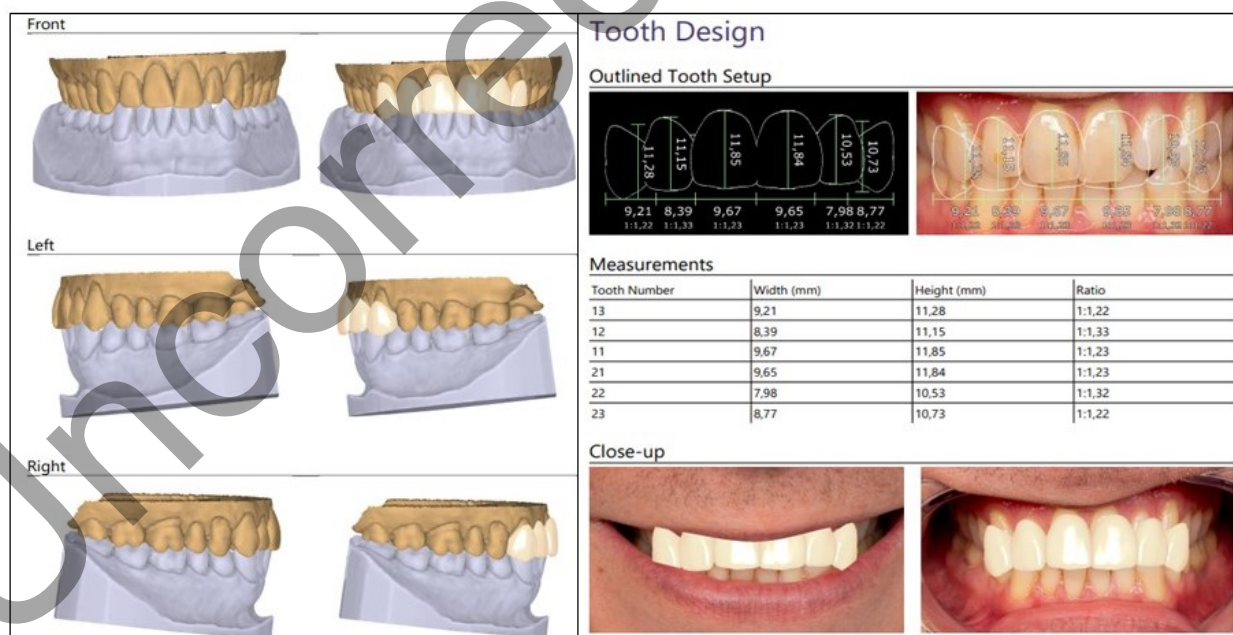 Front
Left
Right
Tooth Design
Outlined Tooth Setup
11,28 11,15 11,85 11,84 10,53 10,73
9,21 8,39 9,67 9,65 7,98 8,77
1:1,22 1:1,33 1:1,23 1:1,23 1:1,32 1:1,22
Measurements
Tooth Number Width (mm) Height (mm) Ratio
13 9,21 11,28 1:1,22
12 8,39 11,15 1:1,33
11 9,67 11,85 1:1,23
21 9,65 11,84 1:1,23
22 7,98 10,53 1:1,32
23 8,77 10,73 1:1,22
Close-up
Uncorrec